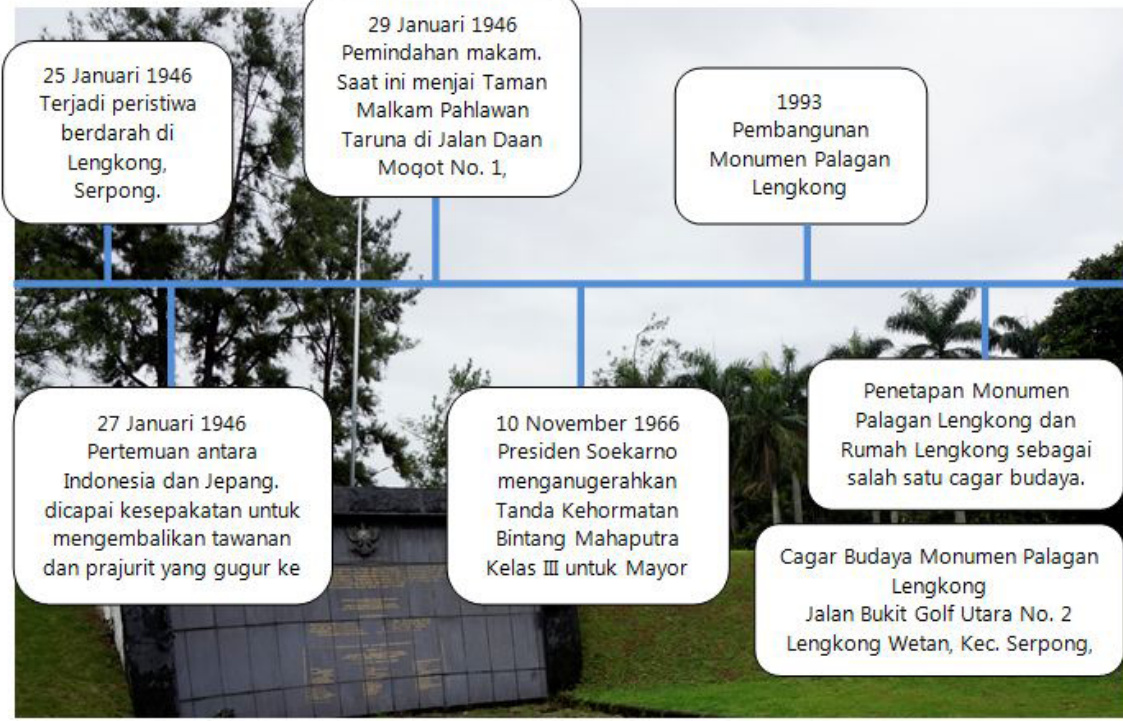 25 Januari 1946
Terjadi peristiwa
berdarah di
Lengkong,
Serpong.
27 Januari 1946
Pertemuan antara
Indonesia dan Jepang.
dicapai kesepakatan untuk
mengembalikan tawanan
dan prajurit yang gugur ke
29 Januari 1946
Pemindahan makam.
Saat ini menjai Taman
Malkam Pahlawan
Taruna di Jalan Daan
Mogot No. 1,
10 November 1966
Presiden Soekarno
menganugerahkan
Tanda Kehormatan
Bintang Mahaputra
Kelas III untuk Mayor
1993
Pembangunan
Monumen Palagan
Lengkong
Penetapan Monumen
Palagan Lengkong dan
Rumah Lengkong sebagai
salah satu cagar budaya.
Cagar Budaya Monumen Palagan
Lengkong
Jalan Bukit Golf Utara No. 2
Lengkong Wetan, Kec. Serpong,